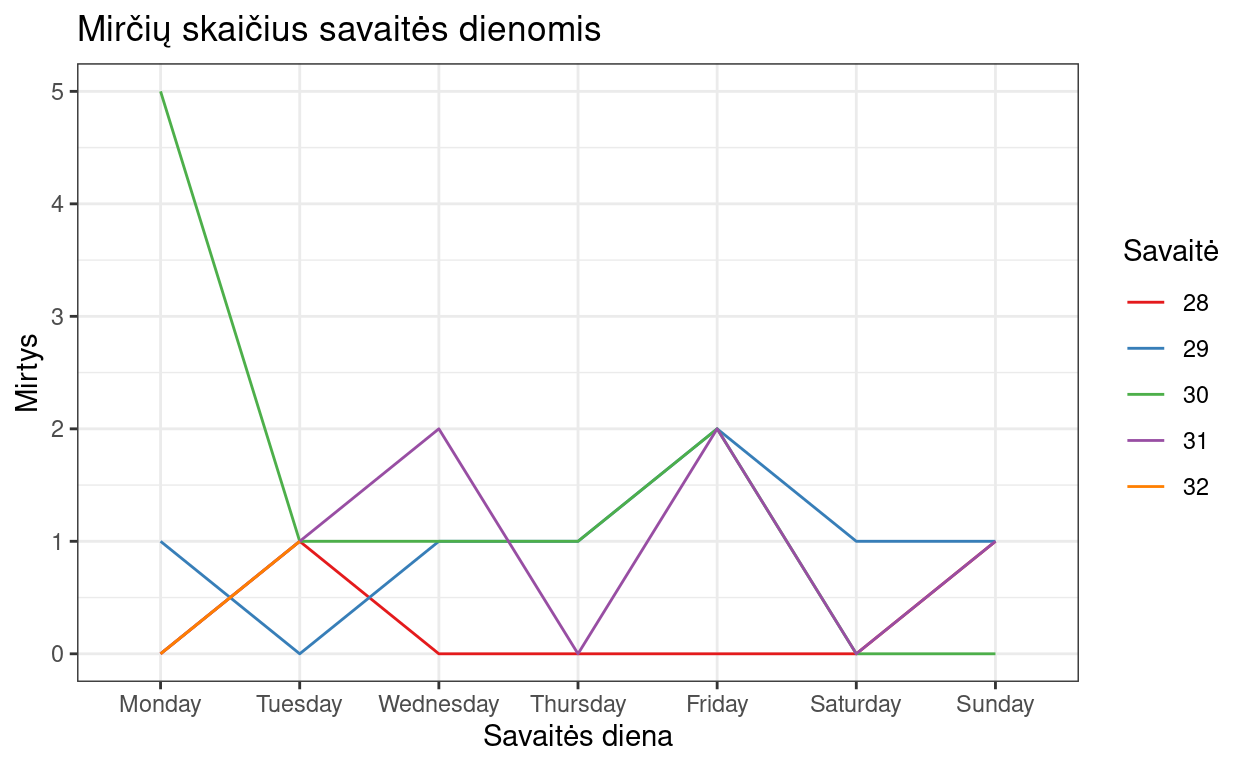 Mirčių skaičius savaitės dienomis
5
4
3
2
1
0
Mirtys
Monday Tuesday Wednesday Thursday Friday Saturday Sunday
Savaitės diena
Savaitė
28
29
30
31
32